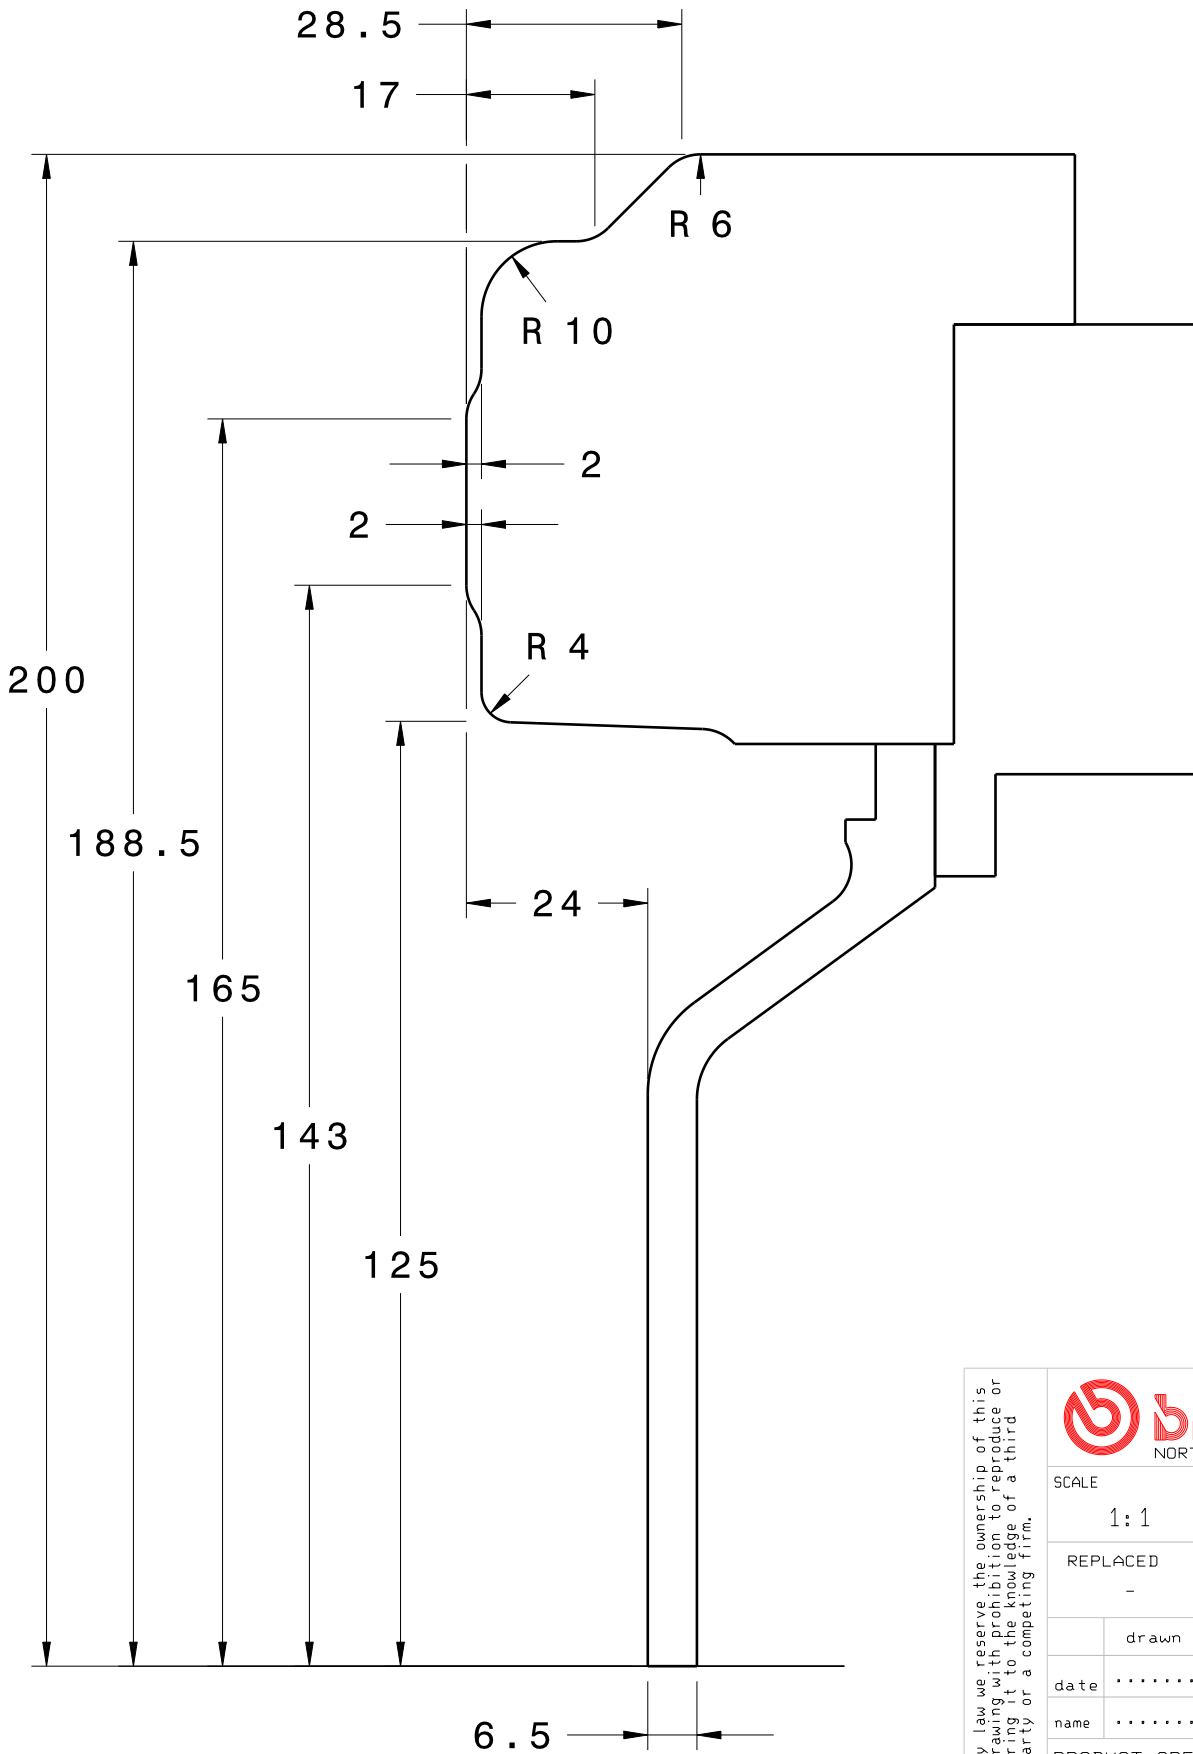 28.5
17
R 6
R 10
2
2
R 4
200
188.5
24
165
143
125
6.5
y law we reserve the ownership of this
rawing with prohibition to reproduce or
ring it to the knowledge of a third
arty or a competing firm.
b
NORT
SCALE
1:1
REPLACED
-
drawn
date ........
name ........